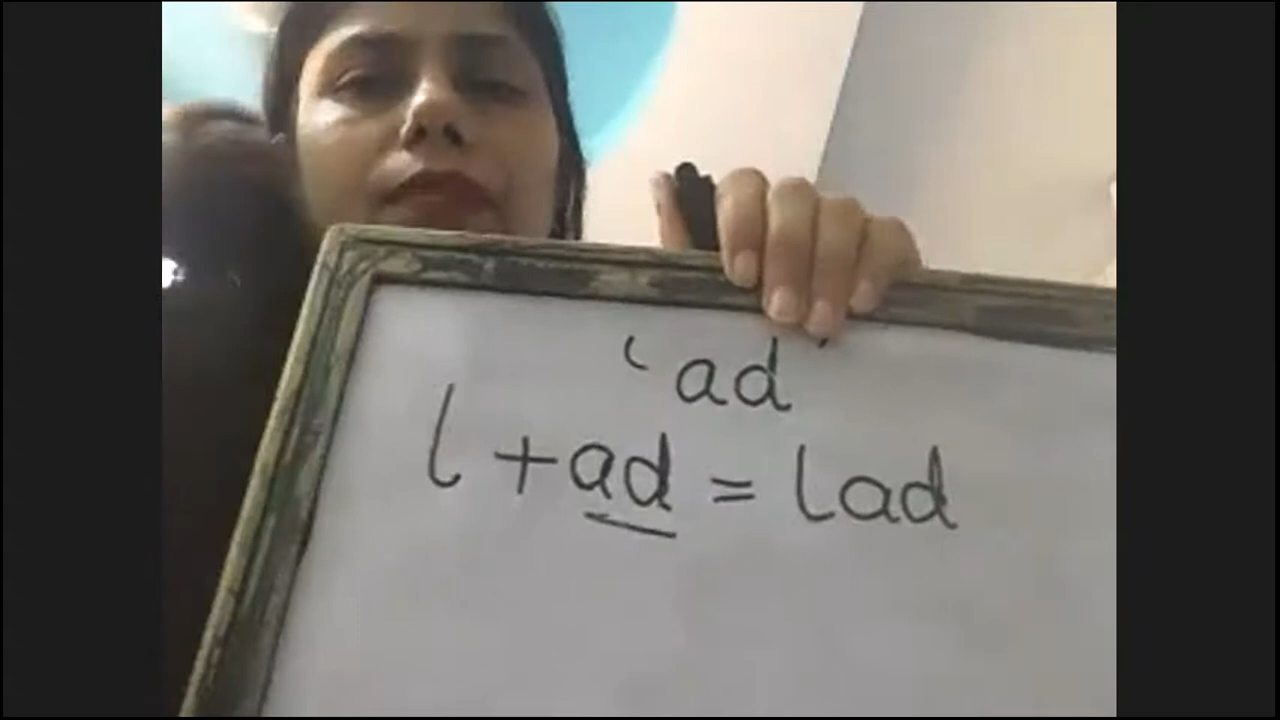 ‘ad’
l + ad = lad